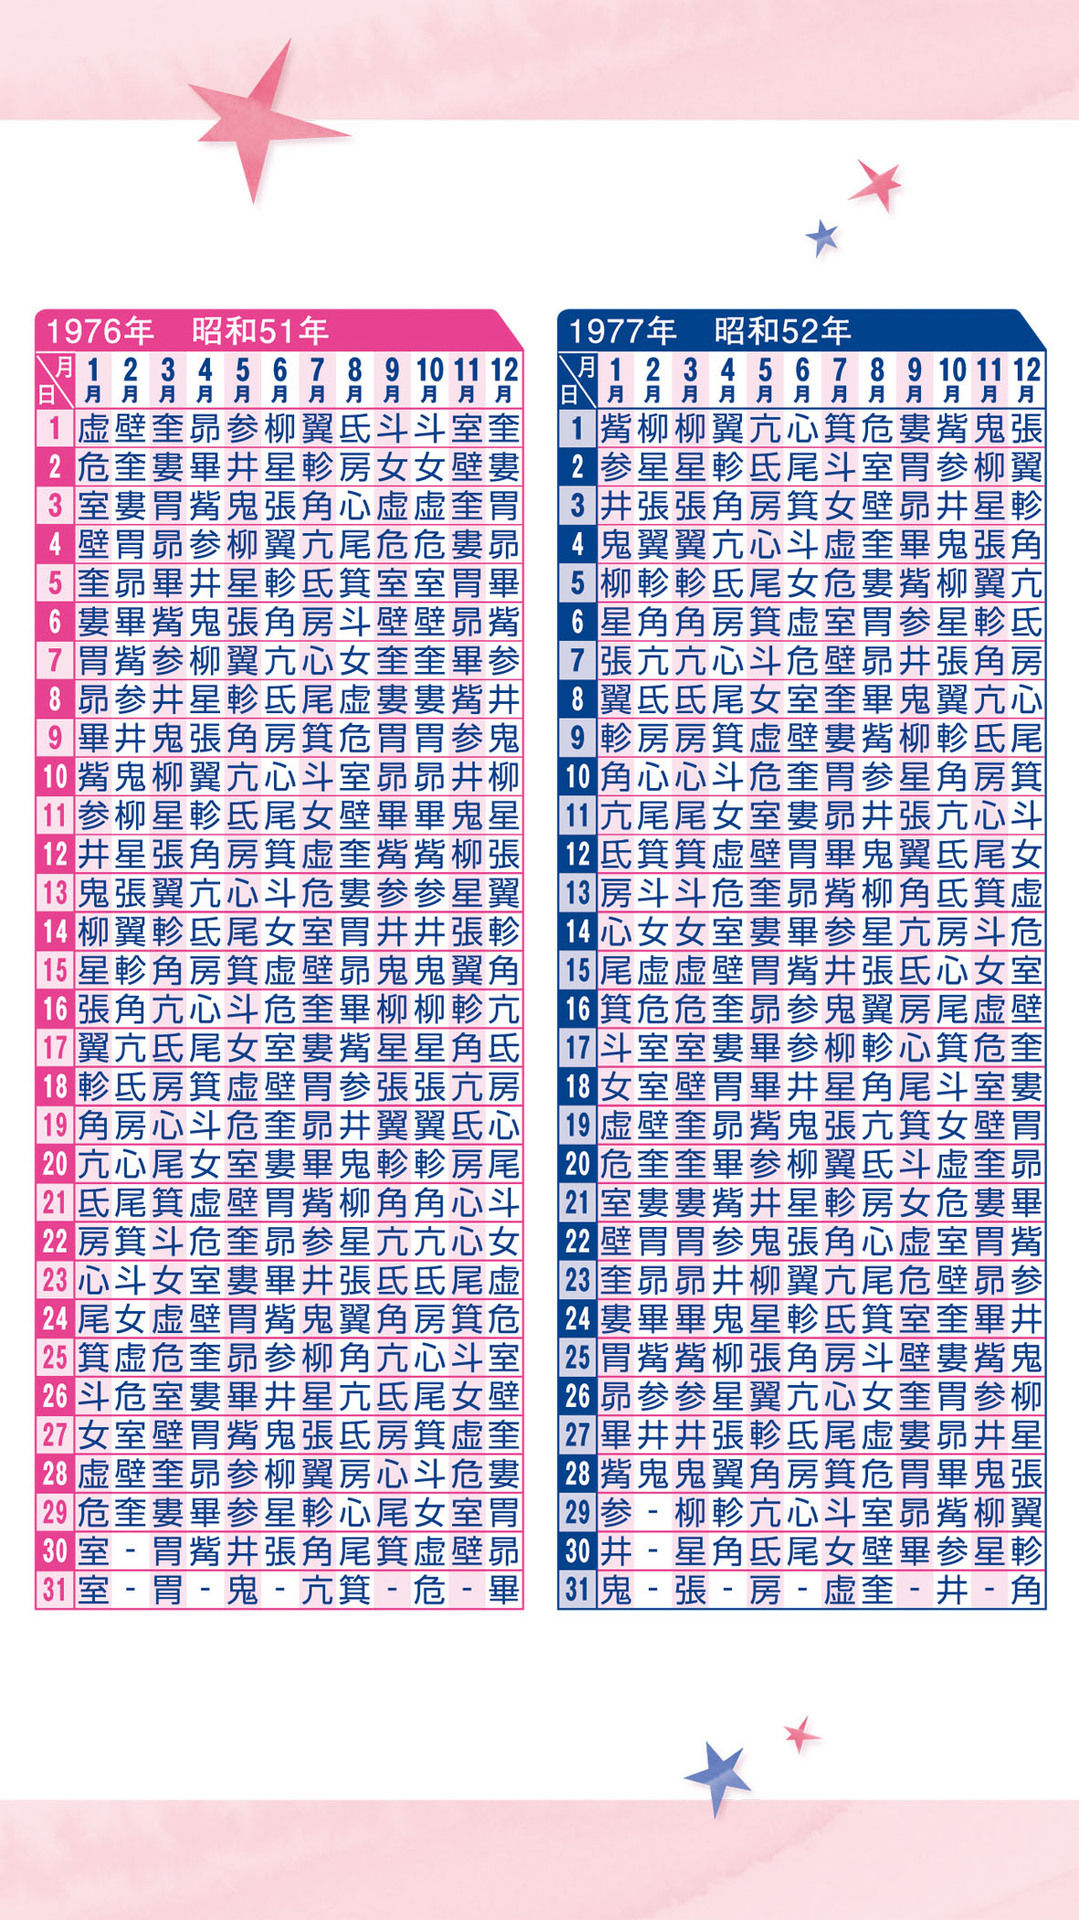 1976年 昭和51年
月 1月 2月 3月 4月 5月 6月 7月 8月 9月 10月 11月 12月
日
1 虚 壁 奎 昴 参 柳 翼 氐 斗 斗 室 奎
2 危 奎 婁 畢 井 星 軫 房 女 女 壁 婁
3 室 婁 胃 觜 鬼 張 角 心 虚 虚 奎 胃
4 壁 胃 昴 参 柳 翼 亢 尾 危 危 婁 昴
5 奎 昴 畢 井 星 軫 氐 箕 室 室 胃 畢
6 婁 畢 觜 鬼 張 角 房 斗 壁 壁 昴 觜
7 胃 觜 参 柳 翼 亢 心 女 奎 奎 畢 参
8 昴 参 井 星 軫 氐 尾 虚 婁 婁 觜 井
9 畢 井 鬼 張 角 房 箕 危 胃 胃 参 鬼
10 觜 鬼 柳 翼 亢 心 斗 室 昴 昴 井 柳
11 参 柳 星 軫 氐 尾 女 壁 畢 畢 鬼 星
12 井 星 張 角 房 箕 虚 奎 觜 觜 柳 張
13 鬼 張 翼 亢 心 斗 危 婁 参 参 星 翼
14 柳 翼 軫 氐 尾 女 室 胃 井 井 張 軫
15 星 軫 角 房 箕 虚 壁 昴 鬼 鬼 翼 角
16 張 角 亢 心 斗 危 奎 畢 柳 柳 軫 亢
17 翼 亢 氐 尾 女 室 婁 觜 星 星 角 氐
18 軫 氐 房 箕 虚 壁 胃 参 張 張 亢 房
19 角 房 心 斗 危 奎 昴 井 翼 翼 氐 心
20 亢 心 尾 女 室 婁 畢 鬼 軫 軫 房 尾
21 氐 尾 箕 虚 壁 胃 觜 柳 角 角 心 斗
22 房 箕 斗 危 奎 昴 参 星 亢 亢 心 女
23 心 斗 女 室 婁 畢 井 張 氐 氐 尾 虚
24 尾 女 虚 壁 胃 觜 鬼 翼 角 房 箕 危
25 箕 虚 危 奎 昴 参 柳 角 亢 心 斗 室
26 斗 危 室 婁 畢 井 星 亢 氐 尾 女 壁
27 女 室 壁 胃 觜 鬼 張 氐 房 箕 虚 奎
28 虚 壁 奎 昴 参 柳 翼 房 心 斗 危 婁
29 危 奎 婁 畢 参 星 軫 心 尾 女 室 胃
30 室 - 胃 觜 井 張 角 尾 箕 虚 壁 昴
31 室 - 胃 - 鬼 - 亢 箕 - 危 - 畢
1977年 昭和52年
月 1月 2月 3月 4月 5月 6月 7月 8月 9月 10月 11月 12月
日
1 觜 柳 柳 翼 亢 心 箕 危 婁 觜 鬼 張
2 参 星 星 軫 氐 尾 斗 室 胃 参 柳 翼
3 井 張 張 角 房 箕 女 壁 昴 井 星 軫
4 鬼 翼 翼 亢 心 斗 虚 奎 畢 鬼 張 角
5 柳 軫 軫 氐 尾 女 危 婁 觜 柳 翼 亢
6 星 角 角 房 箕 虚 室 胃 参 星 軫 氐
7 張 亢 亢 心 斗 危 壁 昴 井 張 角 房
8 翼 氐 氐 尾 女 室 奎 畢 鬼 翼 亢 心
9 軫 房 房 箕 虚 壁 婁 觜 柳 軫 氐 尾
10 角 心 心 斗 危 奎 胃 参 星 角 房 箕
11 亢 尾 尾 女 室 婁 昴 井 張 亢 心 斗
12 氐 箕 箕 虚 壁 胃 畢 鬼 翼 氐 尾 女
13 房 斗 斗 危 奎 昴 觜 柳 角 氐 箕 虚
14 心 女 女 室 婁 畢 参 星 亢 房 斗 危
15 尾 虚 虚 壁 胃 觜 井 張 氐 心 女 室
16 箕 危 危 奎 昴 参 鬼 翼 房 尾 虚 壁
17 斗 室 室 婁 畢 参 柳 軫 心 箕 危 奎
18 女 室 壁 胃 畢 井 星 角 尾 斗 室 婁
19 虚 壁 奎 昴 觜 鬼 張 亢 箕 女 壁 胃
20 危 奎 奎 畢 参 柳 翼 氐 斗 虚 奎 昴
21 室 婁 婁 觜 井 星 軫 房 女 危 婁 畢
22 壁 胃 胃 参 鬼 張 角 心 虚 室 胃 觜
23 奎 昴 昴 井 柳 翼 亢 尾 危 壁 昴 参
24 婁 畢 畢 鬼 星 軫 氐 箕 室 奎 畢 井
25 胃 觜 觜 柳 張 角 房 斗 壁 婁 觜 鬼
26 昴 参 参 星 翼 亢 心 女 奎 胃 参 柳
27 畢 井 井 張 軫 氐 尾 虚 婁 昴 井 星
28 觜 鬼 鬼 翼 角 房 箕 危 胃 畢 鬼 張
29 参 - 柳 軫 亢 心 斗 室 昴 觜 柳 翼
30 井 - 星 角 氐 尾 女 壁 畢 参 星 軫
31 鬼 - 張 - 房 - 虚 奎 - 井 - 角